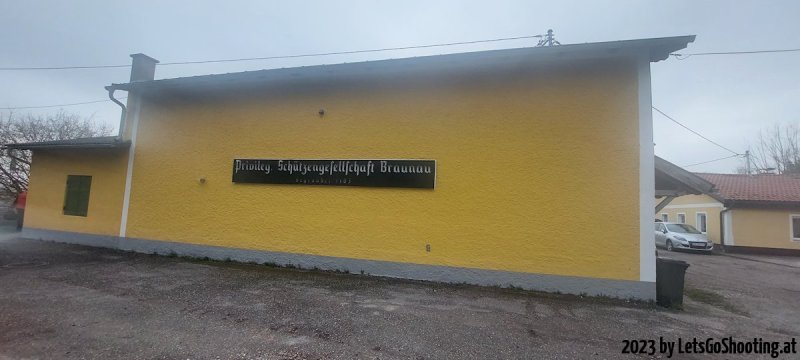 Privileg. Schützengesellschaft Braunau
2023 by LetsGoShooting.at